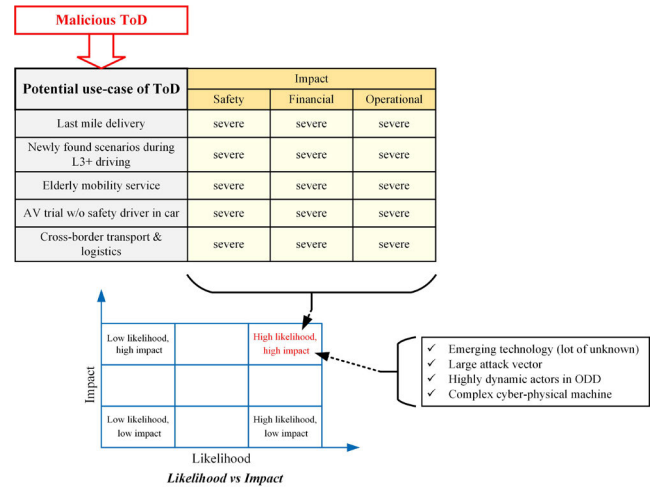 Malicious ToD
Potential use-case of ToD
Impact
Safety
Financial
Operational
Last mile delivery
severe
severe
severe
Newly found scenarios during
L3+ driving
severe
severe
severe
Elderly mobility service
severe
severe
severe
AV trial w/o safety driver in car
severe
severe
severe
Cross-border transport &
logistics
severe
severe
severe
Impact
Low likelihood,
high impact
High likelihood,
high impact
Low likelihood,
low impact
High likelihood,
low impact
Likelihood
Likelihood vs Impact
✓ Emerging technology (lot of unknown)
✓ Large attack vector
✓ Highly dynamic actors in ODD
✓ Complex cyber-physical machine